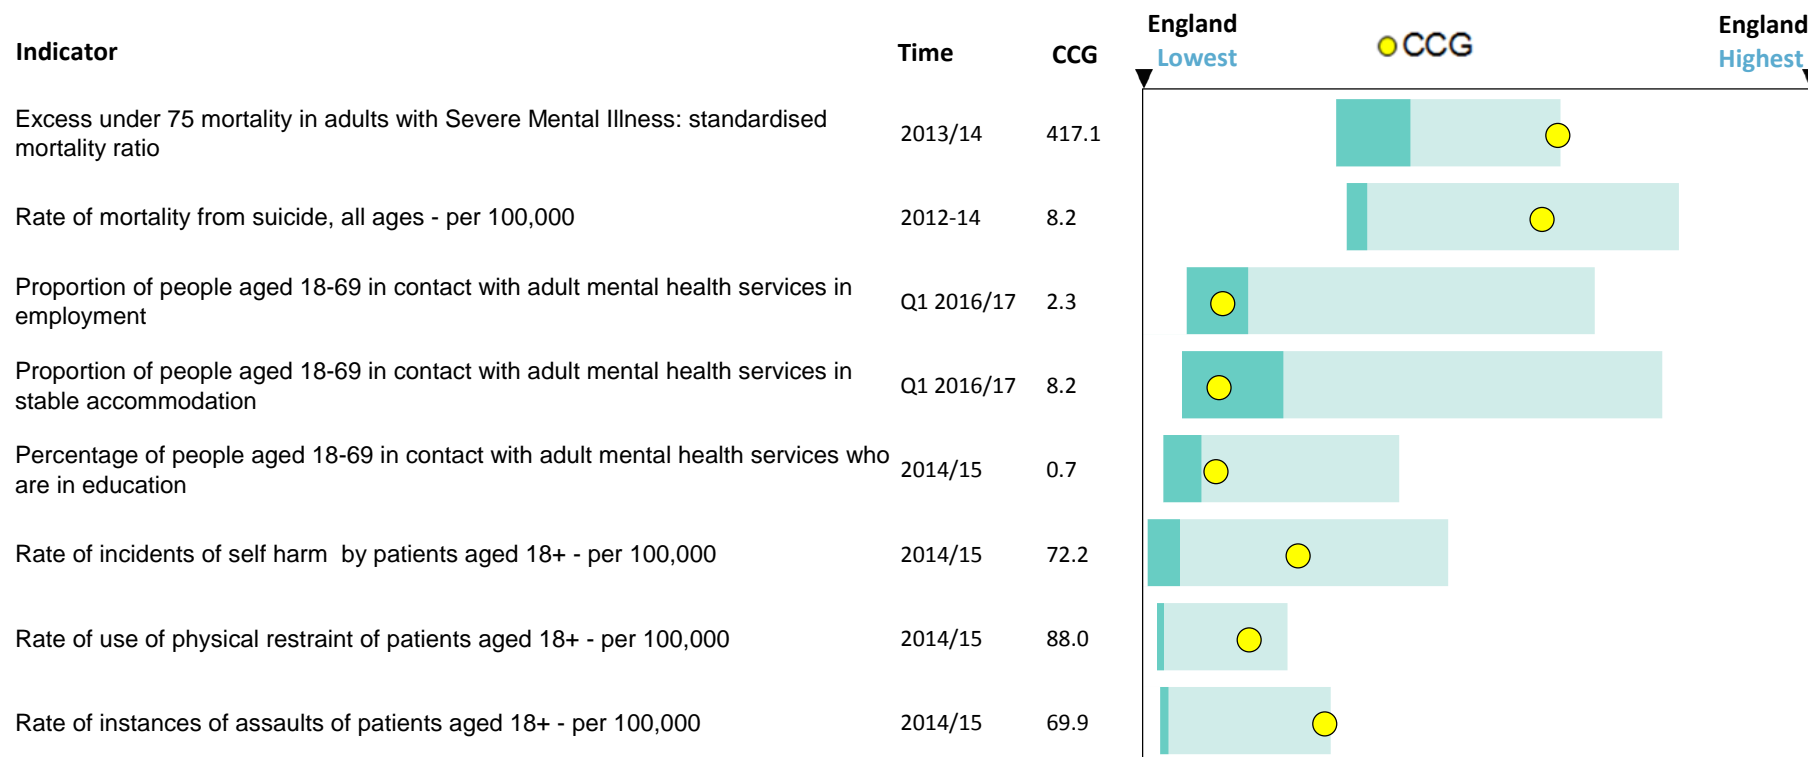 Indicator Time CCG England Lowest CCG England Highest
Excess under 75 mortality in adults with Severe Mental Illness: standardised
mortality ratio
2013/14 417.1
Rate of mortality from suicide, all ages - per 100,000 2012-14 8.2
Proportion of people aged 18-69 in contact with adult mental health services in
employment
Q1 2016/17 2.3
Proportion of people aged 18-69 in contact with adult mental health services in
stable accommodation
Q1 2016/17 8.2
Percentage of people aged 18-69 in contact with adult mental health services who
are in education
2014/15 0.7
Rate of incidents of self harm  by patients aged 18+ - per 100,000 2014/15 72.2
Rate of use of physical restraint of patients aged 18+ - per 100,000 2014/15 88.0
Rate of instances of assaults of patients aged 18+ - per 100,000 2014/15 69.9